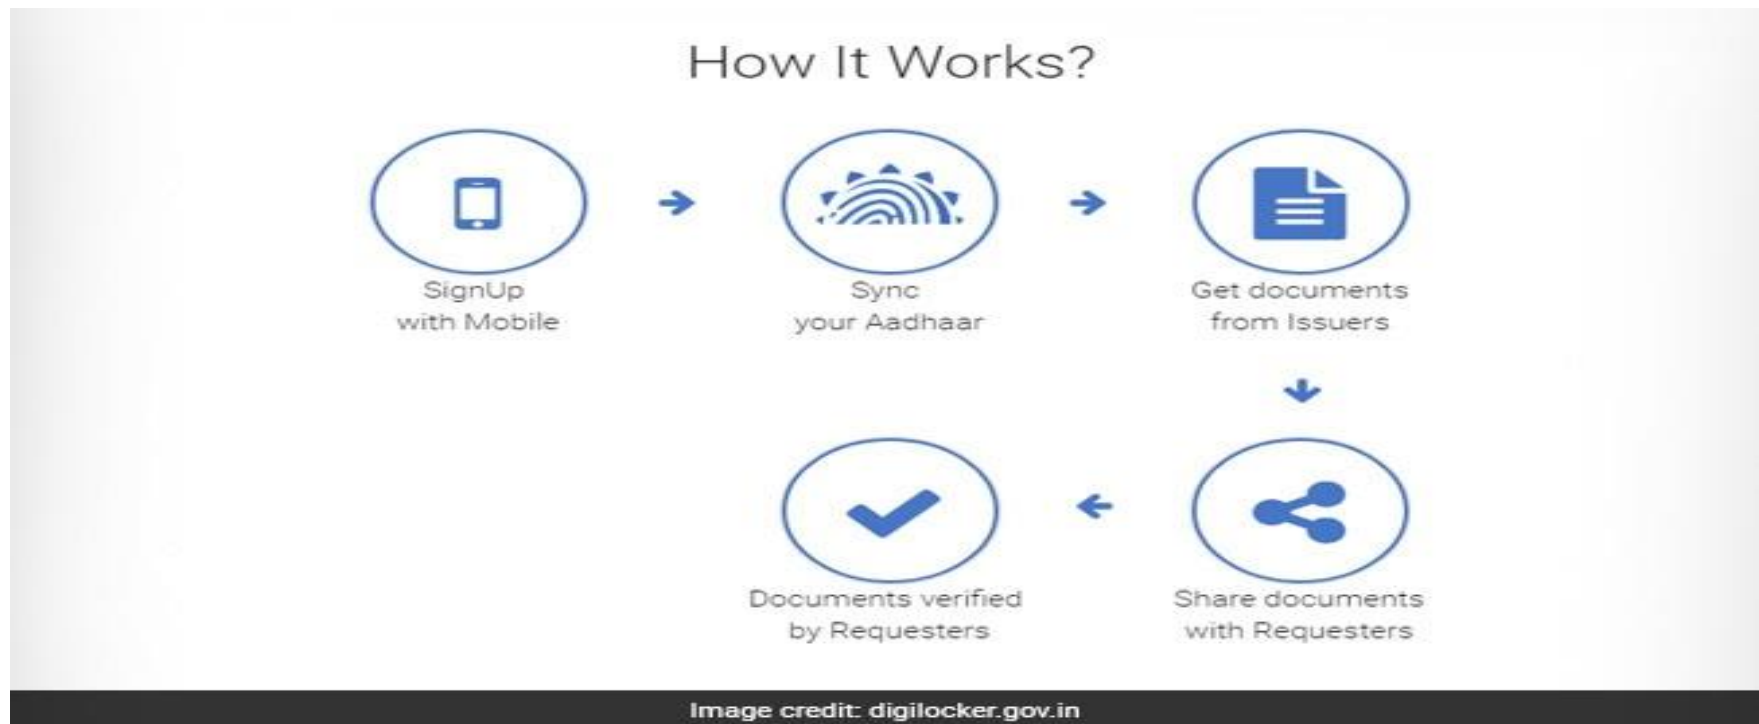 How It Works?
SignUp
with Mobile
Sync
your Aadhaar
Get documents
from Issuers
Share documents
with Requesters
Documents verified
by Requesters
Image credit: digilocker.gov.in